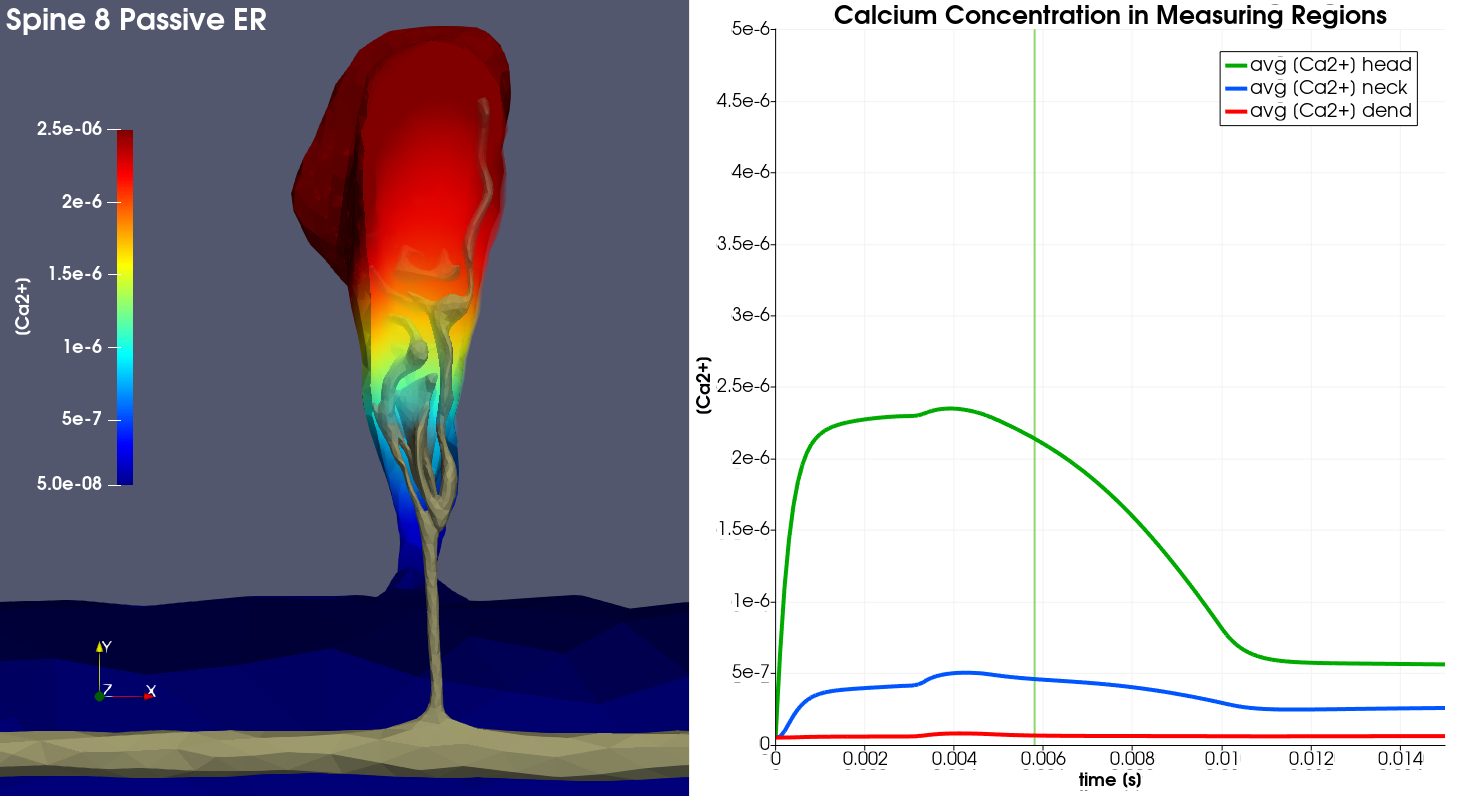 Spine 8 Passive ER
2.5e-06
2e-6
1.5e-6
1e-6
5e-7
5.0e-08
(Ca2+)
Y
Z
X
Calcium Concentration in Measuring Regions
avg (Ca2+) head
avg (Ca2+) neck
avg (Ca2+) dend
5e-6
4.5e-6
4e-6
3.5e-6
3e-6
2.5e-6
2e-6
1.5e-6
1e-6
5e-7
0
(Ca2+)
0 0.002 0.004 0.006 0.008 0.01 0.012 0.014
time (s)